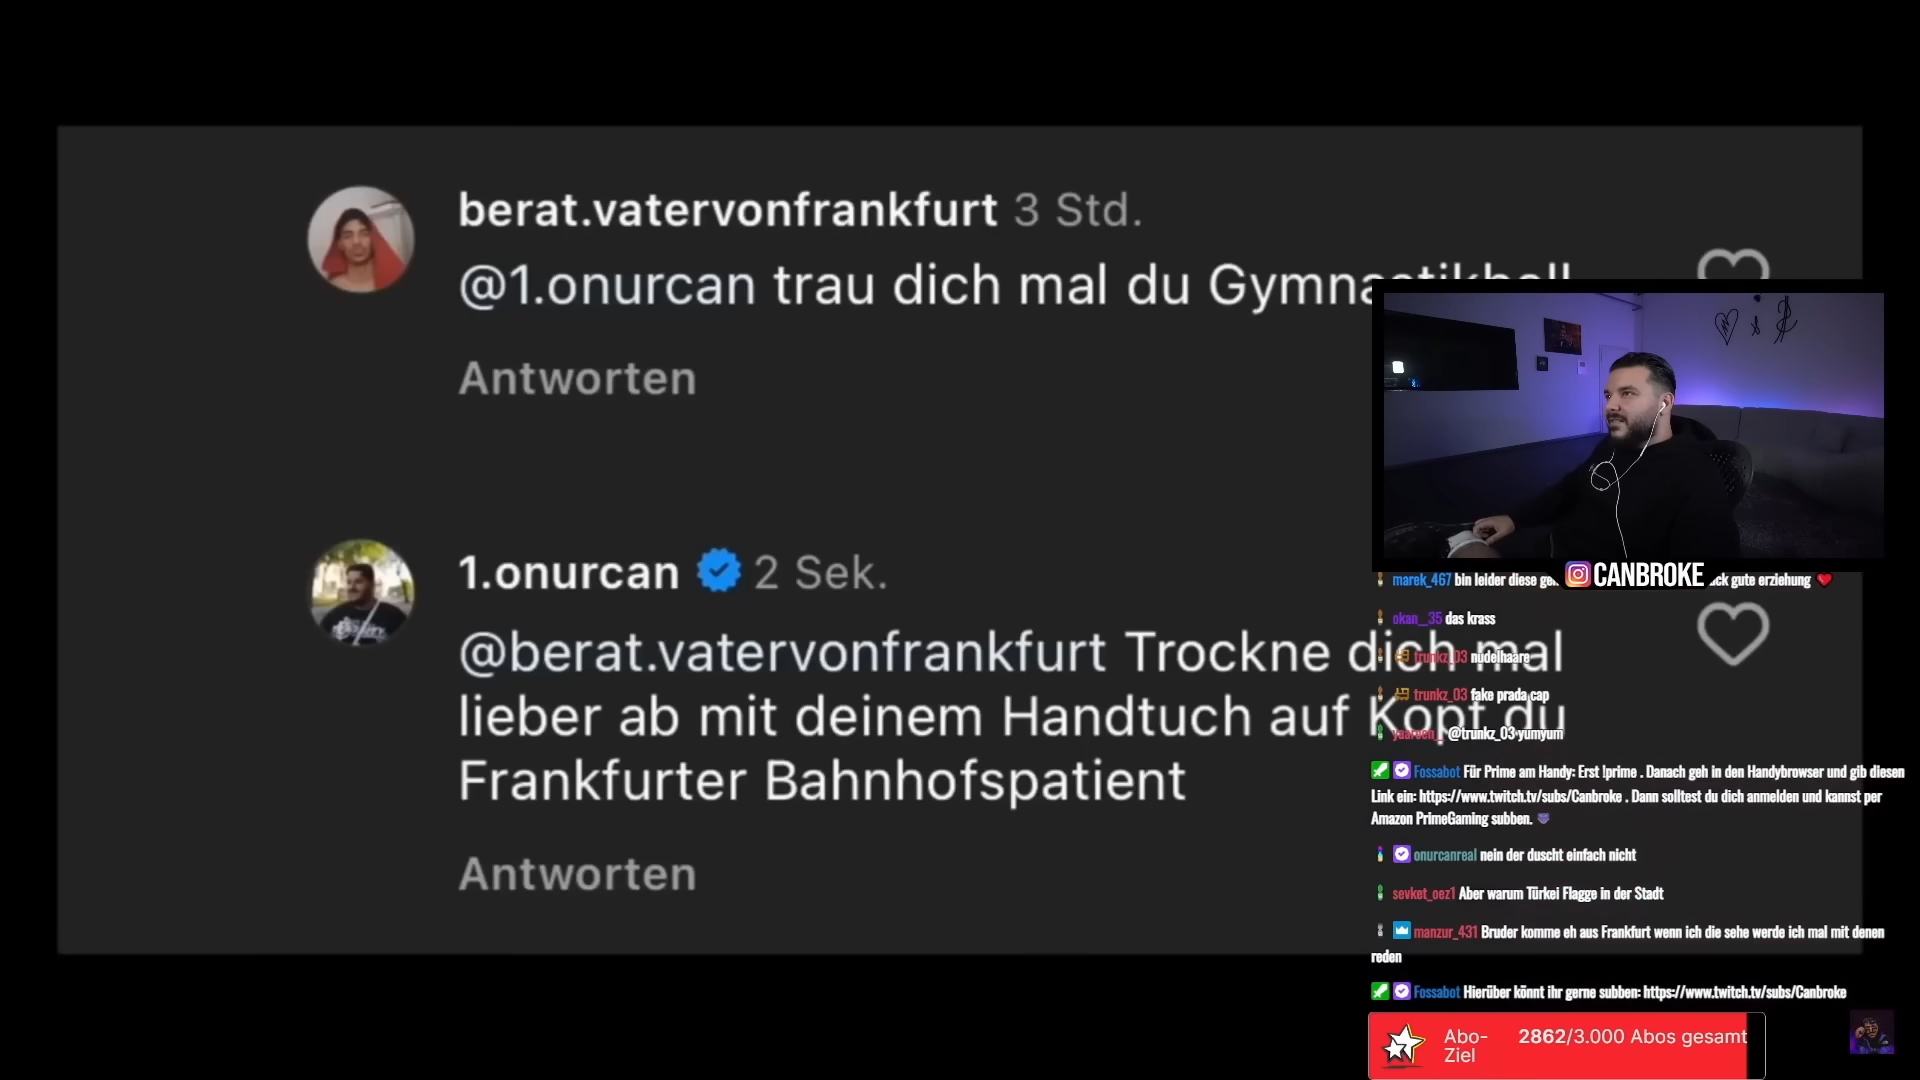 berat.vatervonfrankfurt 3 Std.
@1.onurcan trau dich mal du Gymnastikball
Antworten
1.onurcan 2 Sek.
@berat.vatervonfrankfurt Trockne dich mal
lieber ab mit deinem Handtuch auf Kopf du
Frankfurter Bahnhofspatient
Antworten
CANBROKE
marek_467 bin leider diese gute erziehung
okan__35 das krass
trunkz_03 nudelhaare
trunkz_03 fake prada cap
@trunkz_03 yumyum
Fossabot Für Prime am Handy: Erst !prime . Danach geh in den Handybrowser und gib diesen
Link ein: https://www.twitch.tv/subs/Canbroke . Dann solltest du dich anmelden und kannst per
Amazon PrimeGaming subben.
onurcanreal nein der duscht einfach nicht
sevket_oez1 Aber warum Türkei Flagge in der Stadt
manzur_431 Bruder komme eh aus Frankfurt wenn ich die sehe werde ich mal mit denen
reden
Fossabot Hierüber könnt ihr gerne subben: https://www.twitch.tv/subs/Canbroke
Abo-
Ziel
2862/3.000 Abos gesamt